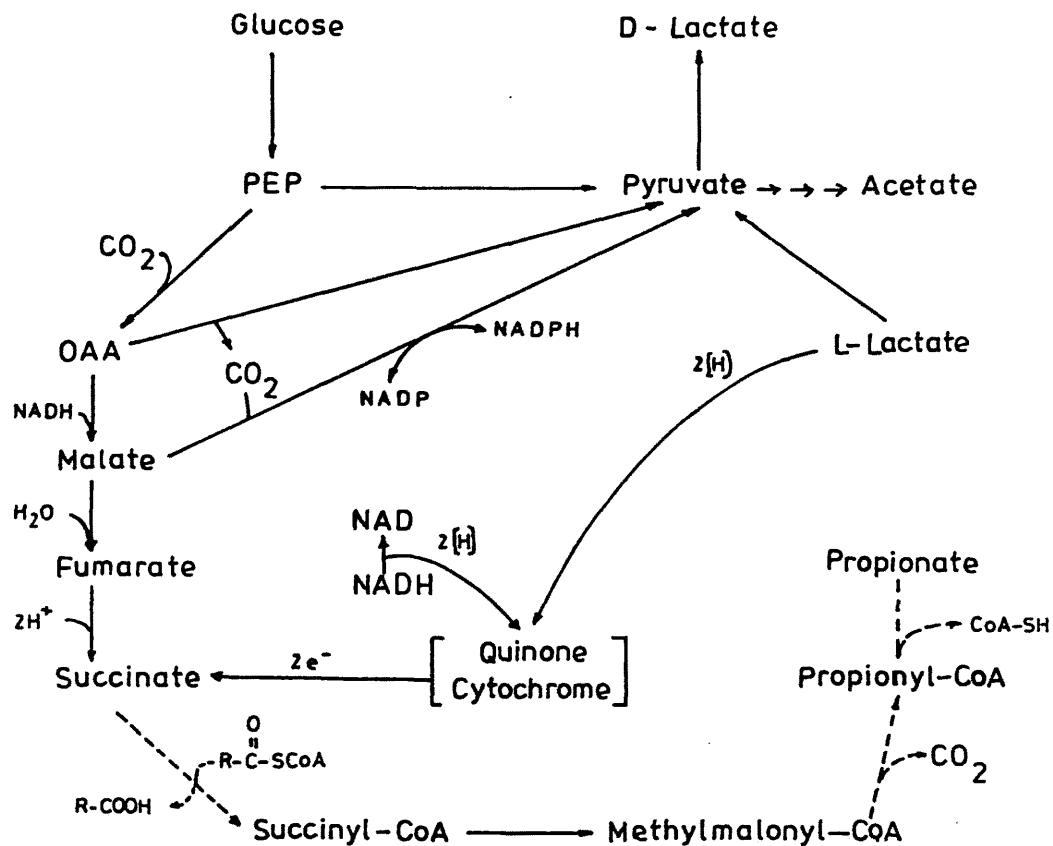 Glucose
D - Lactate
PEP
Pyruvate
Acetate
CO2
OAA
CO2
NADPH
NADP
L-Lactate
2[H]
NADH
Malate
H2O
NAD
2[H]
NADH
Fumarate
Propionate
CoA-SH
2H+
Succinate
2e-
Quinone
Cytochrome
Propionyl-CoA
O
R-C-SCoA
R-COOH
CO2
Succinyl-CoA
Methylmalonyl-CoA